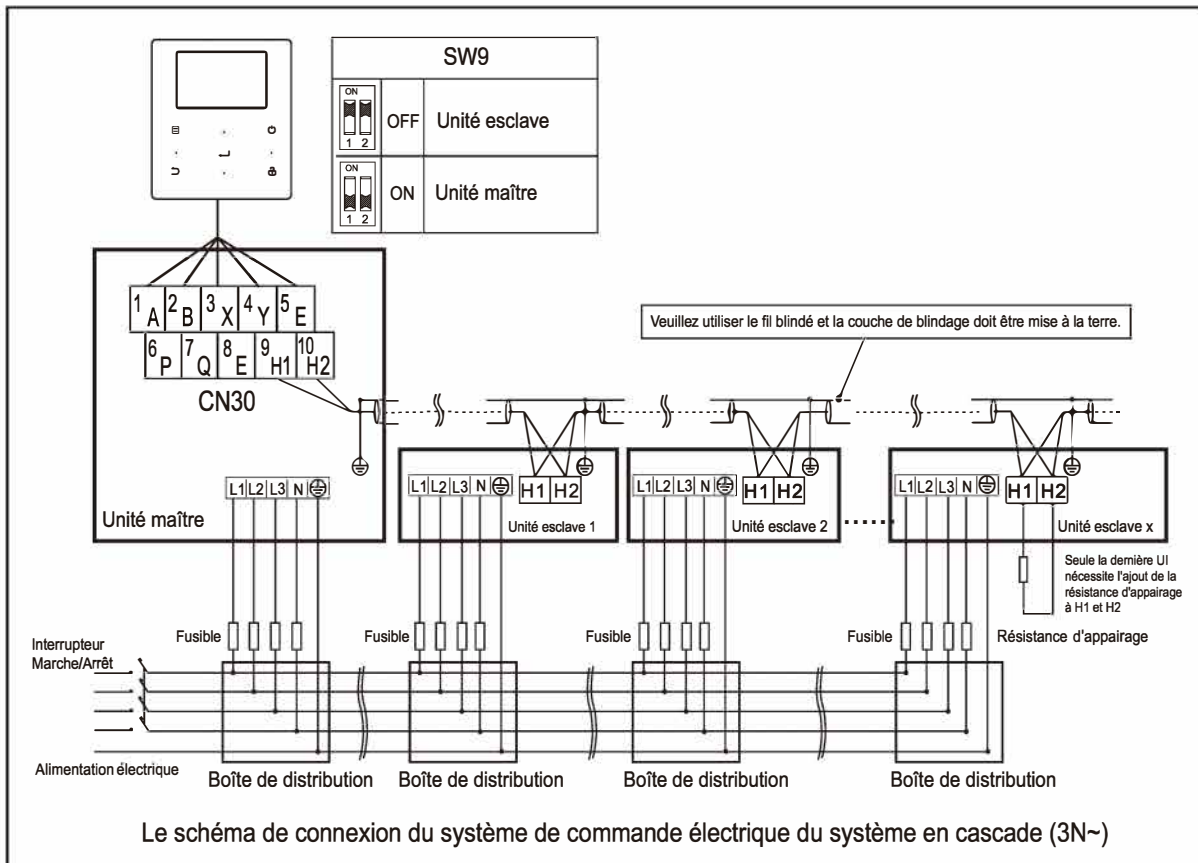 SW9
ON
1 2
OFF
Unité esclave
ON
1 2
ON
Unité maître
1 A 2 B 3 X 4 Y 5 E
6 P 7 Q 8 E 9 H1 10 H2
CN30
Veuillez utiliser le fil blindé et la couche de blindage doit être mise à la terre.
L1 L2 L3 N
Unité maître
L1 L2 L3 N
H1 H2
Unité esclave 1
L1 L2 L3 N
H1 H2
Unité esclave 2
L1 L2 L3 N
H1 H2
Unité esclave x
Seule la dernière UI
nécessite l'ajout de la
résistance d'appairage
à H1 et H2
Fusible
Fusible
Fusible
Fusible
Résistance d'appairage
Interrupteur
Marche/Arrêt
Alimentation électrique
Boîte de distribution
Boîte de distribution
Boîte de distribution
Boîte de distribution
Le schéma de connexion du système de commande électrique du système en cascade (3N~)